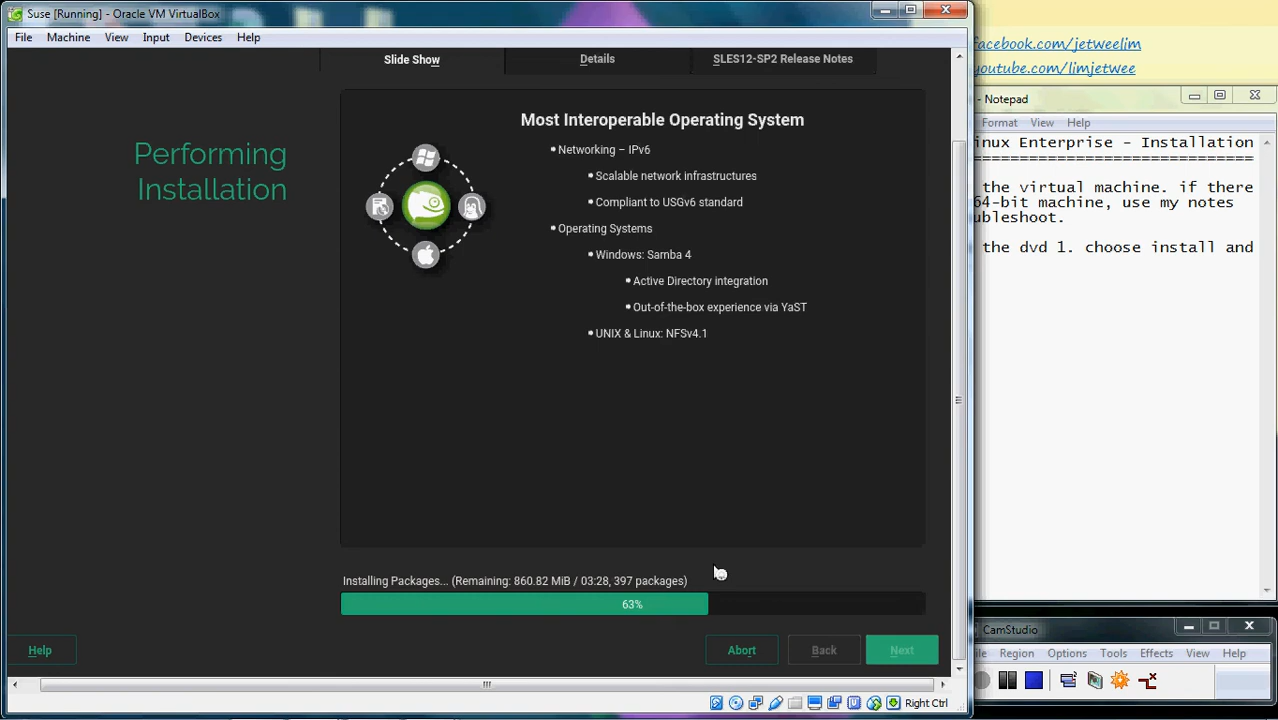 Suse [Running] - Oracle VM VirtualBox
File Machine View Input Devices Help
Slide Show
Details
SLES12-SP2 Release Notes
Performing
Installation
Most Interoperable Operating System
Networking – IPv6
Scalable network infrastructures
Compliant to USGv6 standard
Operating Systems
Windows: Samba 4
Active Directory integration
Out-of-the-box experience via YaST
UNIX & Linux: NFSv4.1
Installing Packages... (Remaining: 860.82 MiB / 03:28, 397 packages)
63%
Help
Abort
Back
Next
Right Ctrl
facebook.com/jetweelim
youtube.com/limjetwee
- Notepad
Format View Help
inux Enterprise - Installation
==============================
the virtual machine. if there
64-bit machine, use my notes
ubleshoot.
the dvd 1. choose install and
CamStudio
ile Region Options Tools Effects View Help